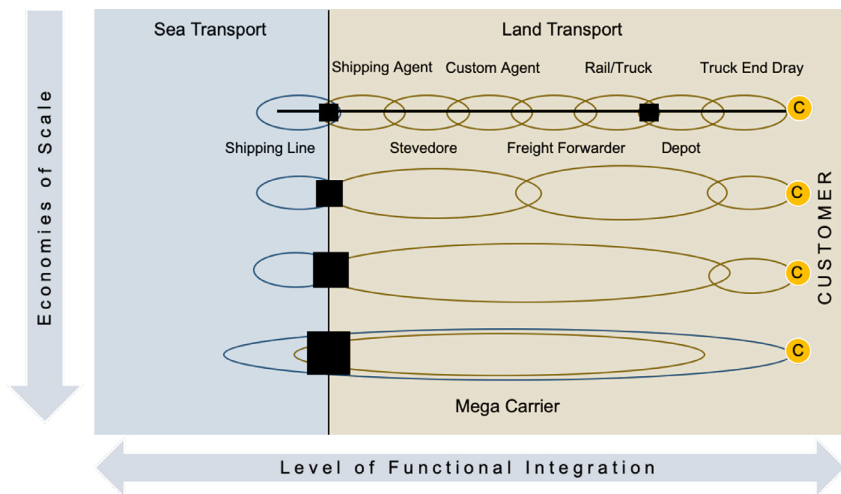 Sea Transport
Land Transport
Shipping Agent
Custom Agent
Rail/Truck
Truck End Dray
C
Shipping Line
Stevedore
Freight Forwarder
Depot
C
C
C
Mega Carrier
CUSTOMER
Economies of Scale
Level of Functional Integration